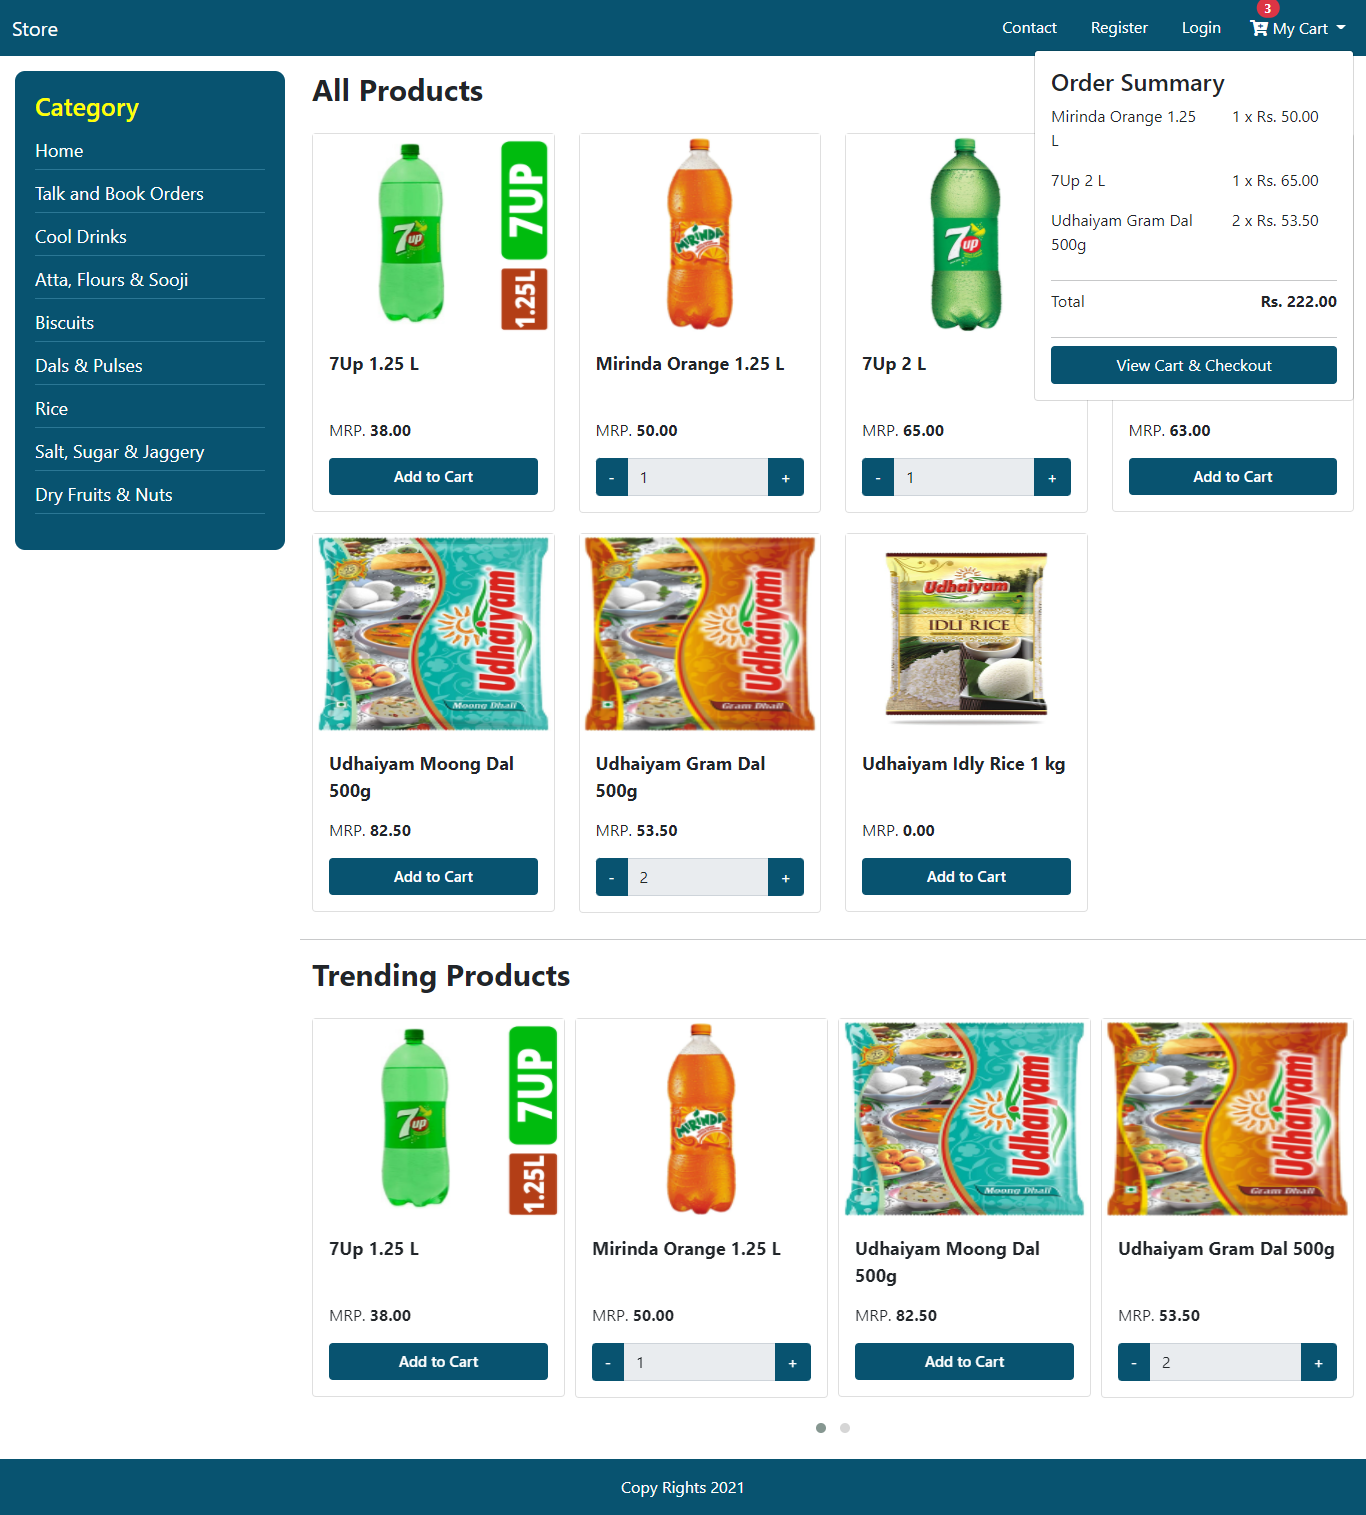 Store
Contact
Register
Login
3
My Cart
Category
Home
Talk and Book Orders
Cool Drinks
Atta, Flours & Sooji
Biscuits
Dals & Pulses
Rice
Salt, Sugar & Jaggery
Dry Fruits & Nuts
All Products
Order Summary
Mirinda Orange 1.25
L
1 x Rs. 50.00
7Up 2 L
1 x Rs. 65.00
Udhaiyam Gram Dal
500g
2 x Rs. 53.50
Total
Rs. 222.00
View Cart & Checkout
7up
7UP
1.25L
7Up 1.25 L
MRP. 38.00
Add to Cart
MIRINDA
Mirinda Orange 1.25 L
MRP. 50.00
- 1 +
7up
7Up 2 L
MRP. 65.00
- 1 +
MRP. 63.00
Add to Cart
Udhaiyam
Moong Dhall
Udhaiyam Moong Dal
500g
MRP. 82.50
Add to Cart
Udhaiyam
Gram Dhall
Udhaiyam Gram Dal
500g
MRP. 53.50
- 2 +
Udhaiyam
IDLI RICE
Udhaiyam Idly Rice 1 kg
MRP. 0.00
Add to Cart
Trending Products
7up
7UP
1.25L
7Up 1.25 L
MRP. 38.00
Add to Cart
MIRINDA
Mirinda Orange 1.25 L
MRP. 50.00
- 1 +
Udhaiyam
Moong Dhall
Udhaiyam Moong Dal
500g
MRP. 82.50
Add to Cart
Udhaiyam
Gram Dhall
Udhaiyam Gram Dal 500g
MRP. 53.50
- 2 +
Copy Rights 2021